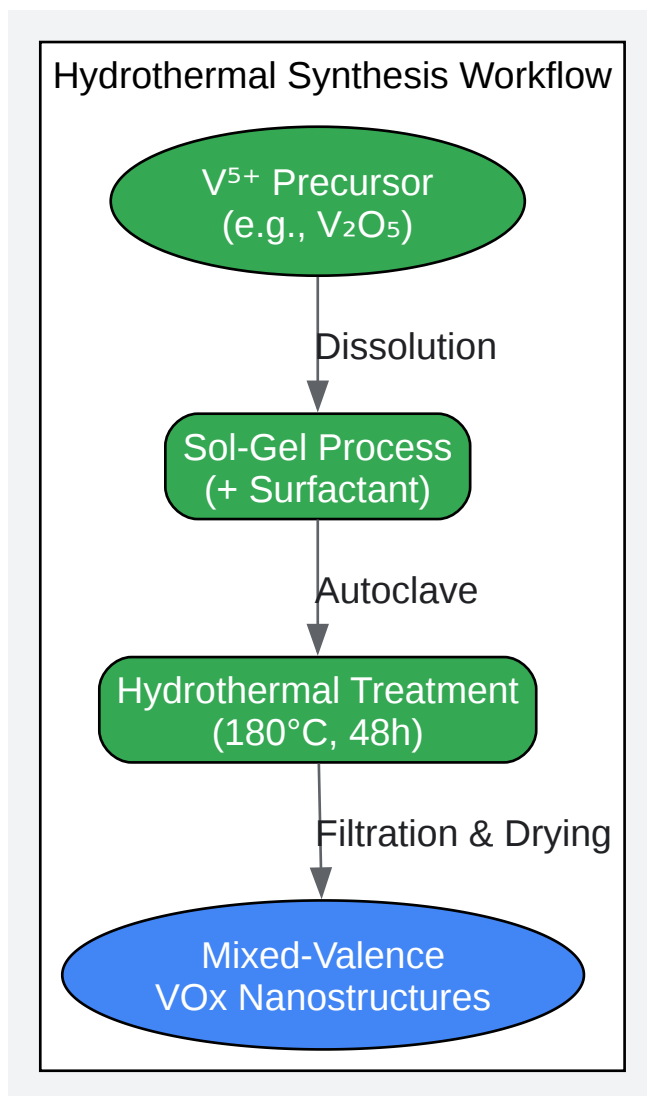 Hydrothermal Synthesis Workflow
V⁵⁺ Precursor
(e.g., V₂O₅)
Dissolution
Sol-Gel Process
(+ Surfactant)
Autoclave
Hydrothermal Treatment
(180°C, 48h)
Filtration & Drying
Mixed-Valence
VOx Nanostructures